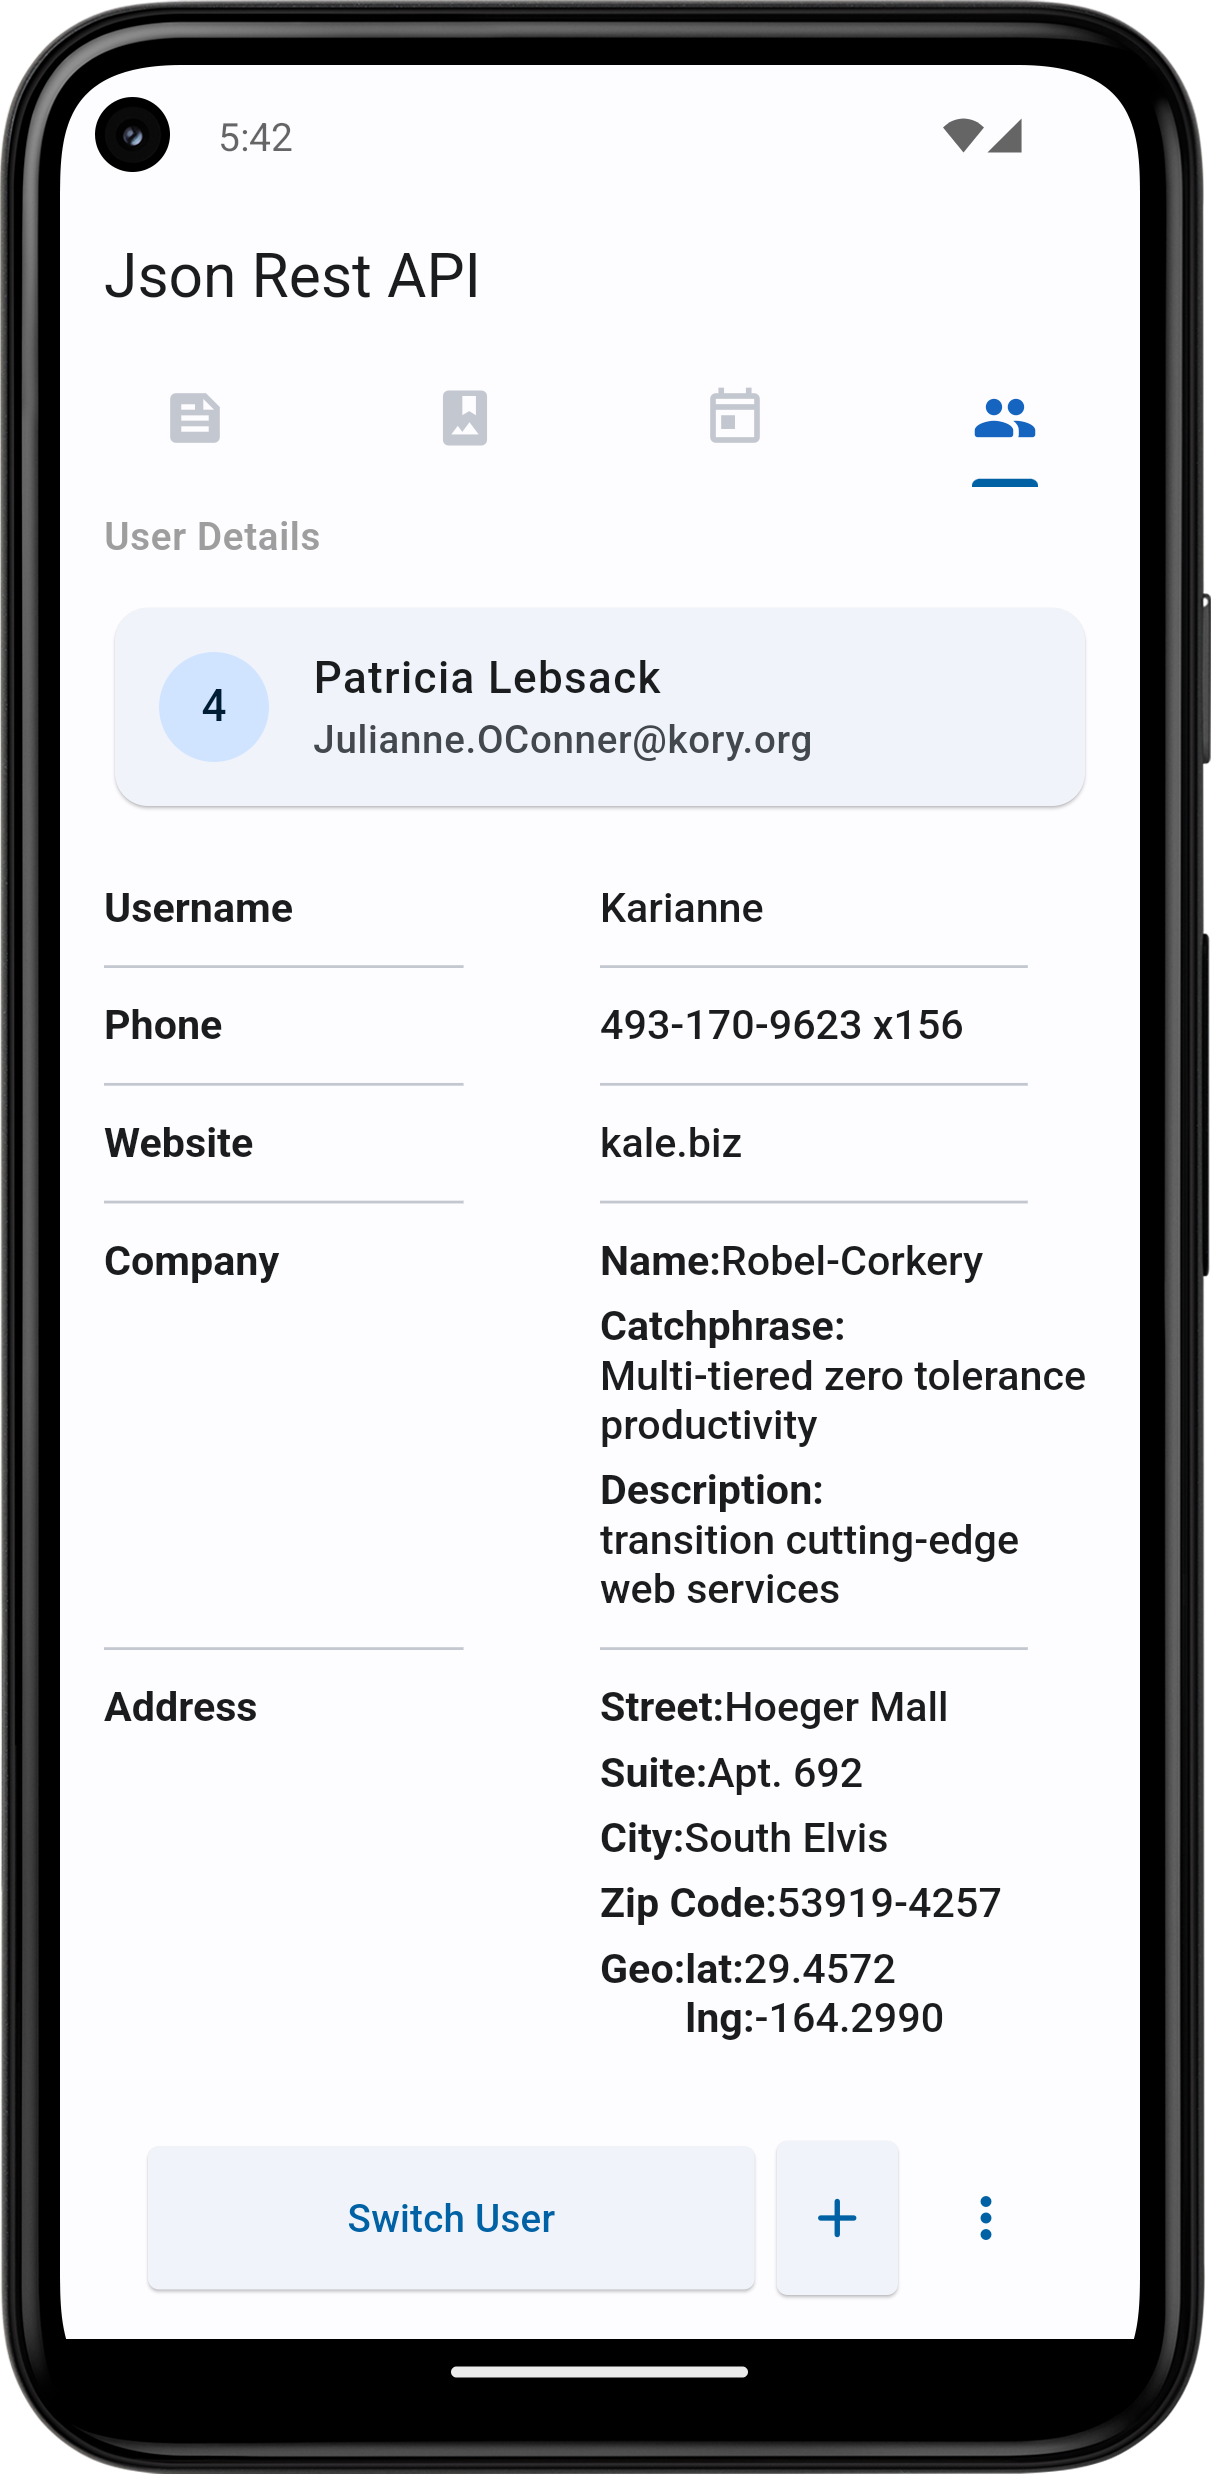 5:42
Json Rest API
User Details
4
Patricia Lebsack
Julianne.OConner@kory.org
Username
Karianne
Phone
493-170-9623 x156
Website
kale.biz
Company
Name:Robel-Corkery
Catchphrase:
Multi-tiered zero tolerance
productivity
Description:
transition cutting-edge
web services
Address
Street:Hoeger Mall
Suite:Apt. 692
City:South Elvis
Zip Code:53919-4257
Geo:lat:29.4572
lng:-164.2990
Switch User